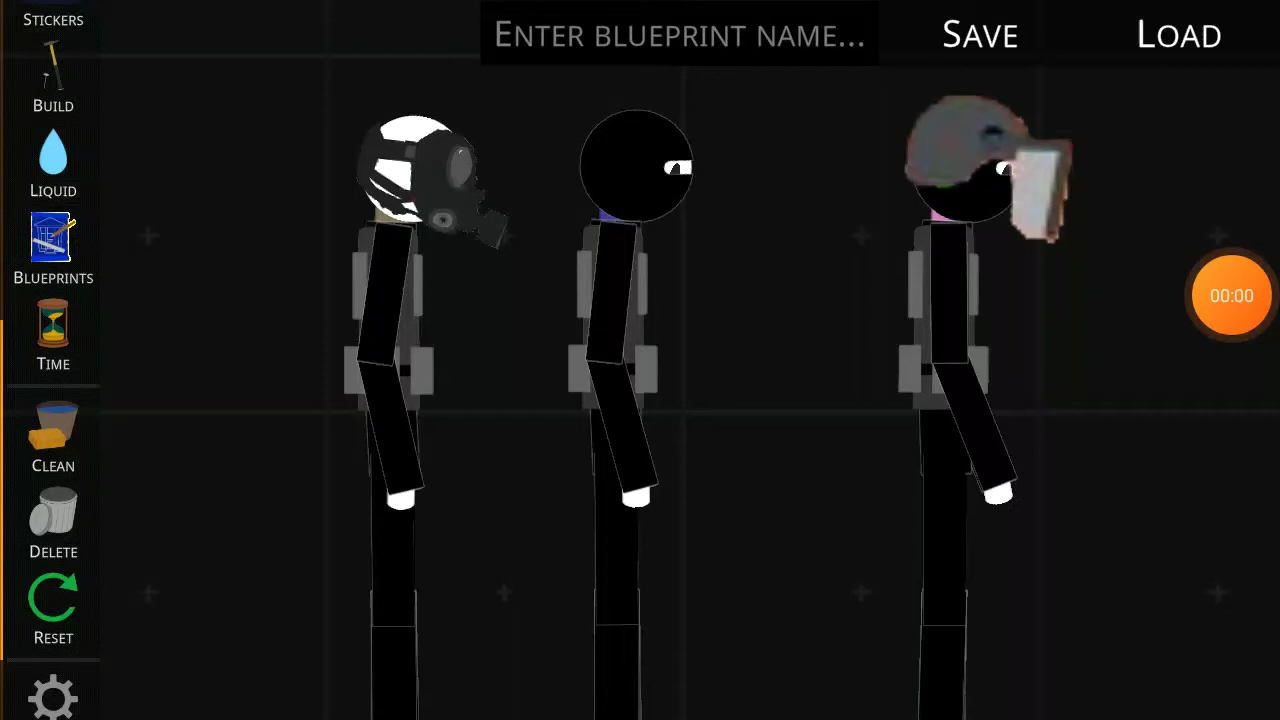 STICKERS
ENTER BLUEPRINT NAME...
SAVE
LOAD
BUILD
LIQUID
BLUEPRINTS
TIME
00:00
CLEAN
DELETE
RESET